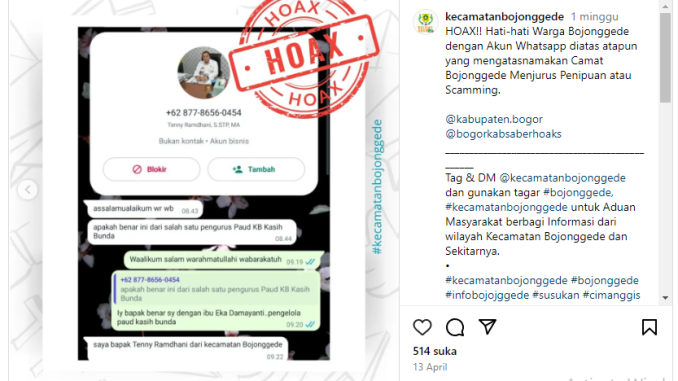 HOAX
HOAX
HOAX
+62 877-8656-0454
Tenny Ramdhani, S.STP, MA
Bukan kontak • Akun bisnis
Blokir
Tambah
assalamualaikum wr wb
08.43
apakah benar ini dari salah satu pengurus Paud KB Kasih
Bunda
08.44
Waalikum salam warahmatullahi wabarakatuh
09.19
+62 877-8656-0454
apakah benar ini dari salah satu pengurus Paud KB Kasih
Bunda
Iy bapak benar sy dengan ibu Eka Damayanti..pengelola
paud kasih bunda
09.20
saya bapak Tenny Ramdhani dari kecamatan Bojonggede
09.22
#kecamatanbojonggede
kecamatanbojonggede 1 minggu
HOAX!! Hati-hati Warga Bojonggede
dengan Akun Whatsapp diatas atapun
yang mengatasnamakan Camat
Bojonggede Menjurus Penipuan atau
Scamming.
@kabupaten.bogor
@bogorkabsaberhoaks
Tag & DM @kecamatanbojonggede
dan gunakan tagar #bojonggede,
#kecamatanbojonggede untuk Aduan
Masyarakat berbagi Informasi dari
wilayah Kecamatan Bojonggede dan
Sekitarnya.
•
#kecamatanbojonggede #bojonggede
#infobojojggede #susukan #cimanggis
514 suka
13 April